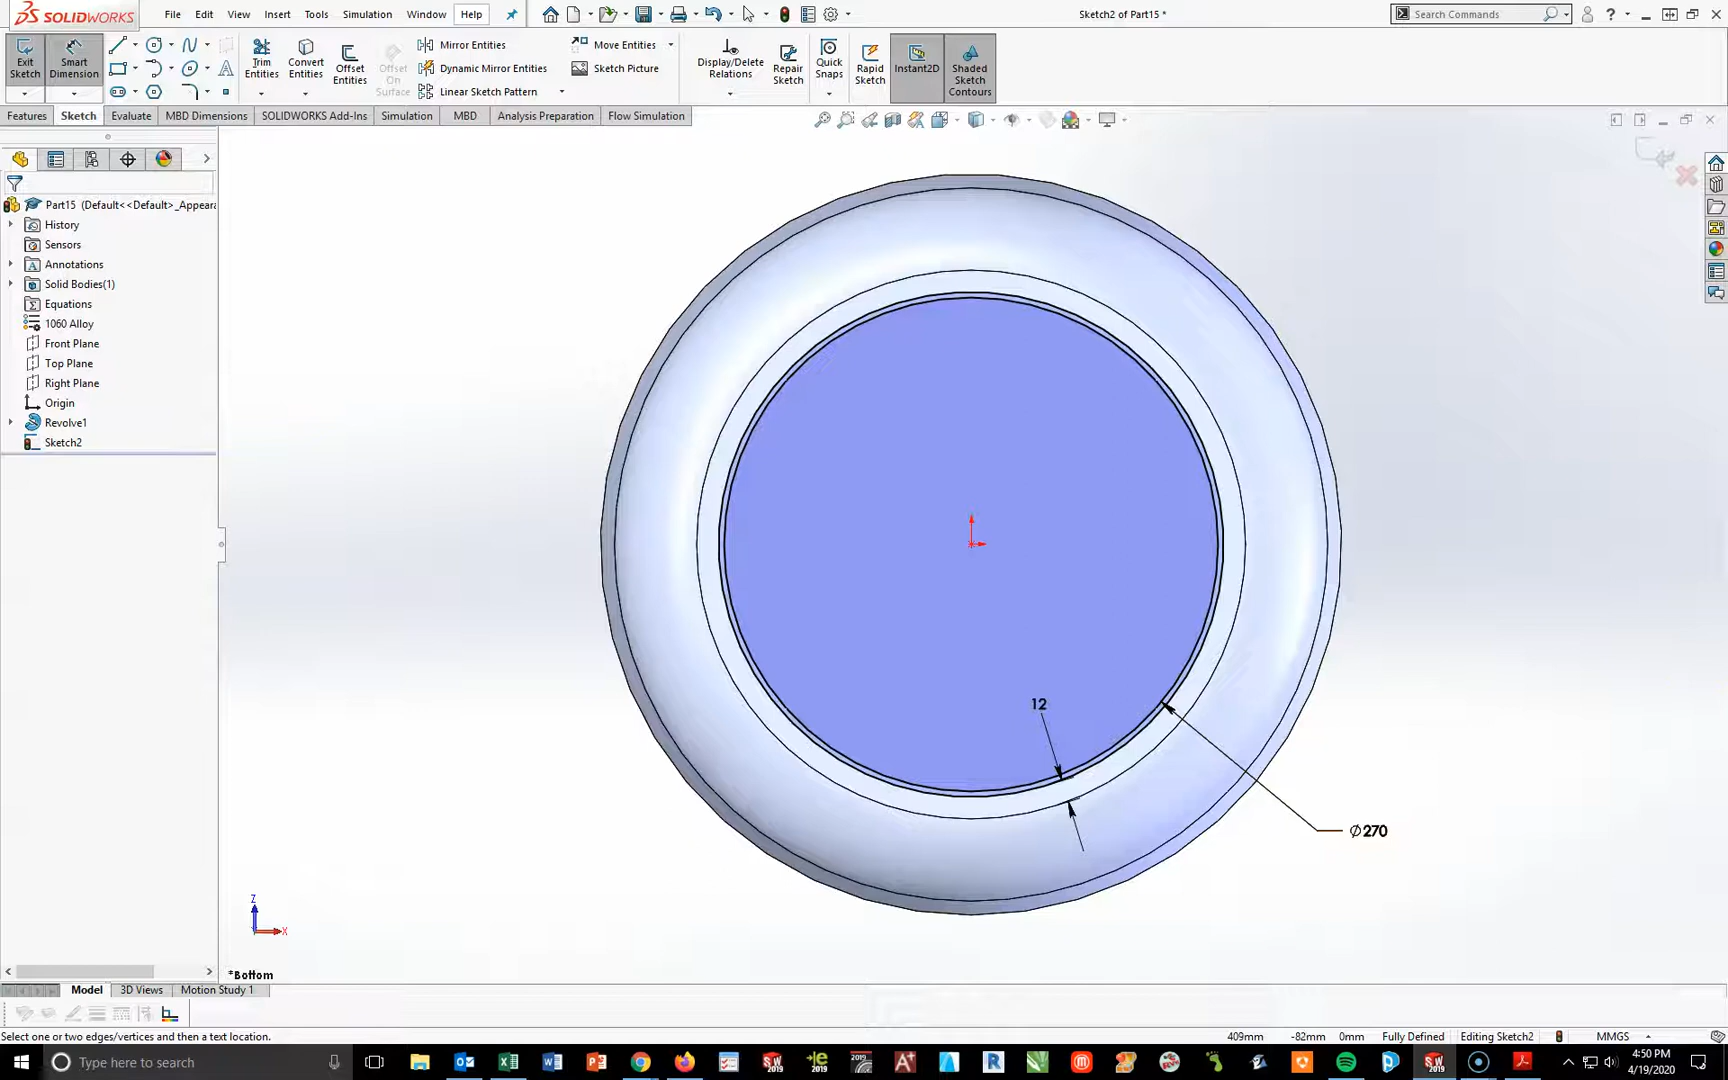 SOLIDWORKS
File
Edit
View
Insert
Tools
Simulation
Window
Help
Sketch2 of Part15 *
Search Commands
Exit
Sketch
Smart
Dimension
Trim
Entities
Convert
Entities
Offset
Entities
Offset
On
Surface
Mirror Entities
Dynamic Mirror Entities
Linear Sketch Pattern
Move Entities
Sketch Picture
Display/Delete
Relations
Repair
Sketch
Quick
Snaps
Rapid
Sketch
Instant2D
Shaded
Sketch
Contours
Features
Sketch
Evaluate
MBD Dimensions
SOLIDWORKS Add-Ins
Simulation
MBD
Analysis Preparation
Flow Simulation
Part15 (Default<<Default>_Appeara
History
Sensors
Annotations
Solid Bodies(1)
Equations
1060 Alloy
Front Plane
Top Plane
Right Plane
Origin
Revolve1
Sketch2
12
Ø270
Z
X
*Bottom
Model
3D Views
Motion Study 1
Select one or two edges/vertices and then a text location.
409mm
-82mm
0mm
Fully Defined
Editing Sketch2
MMGS
Type here to search
4:50 PM
4/19/2020